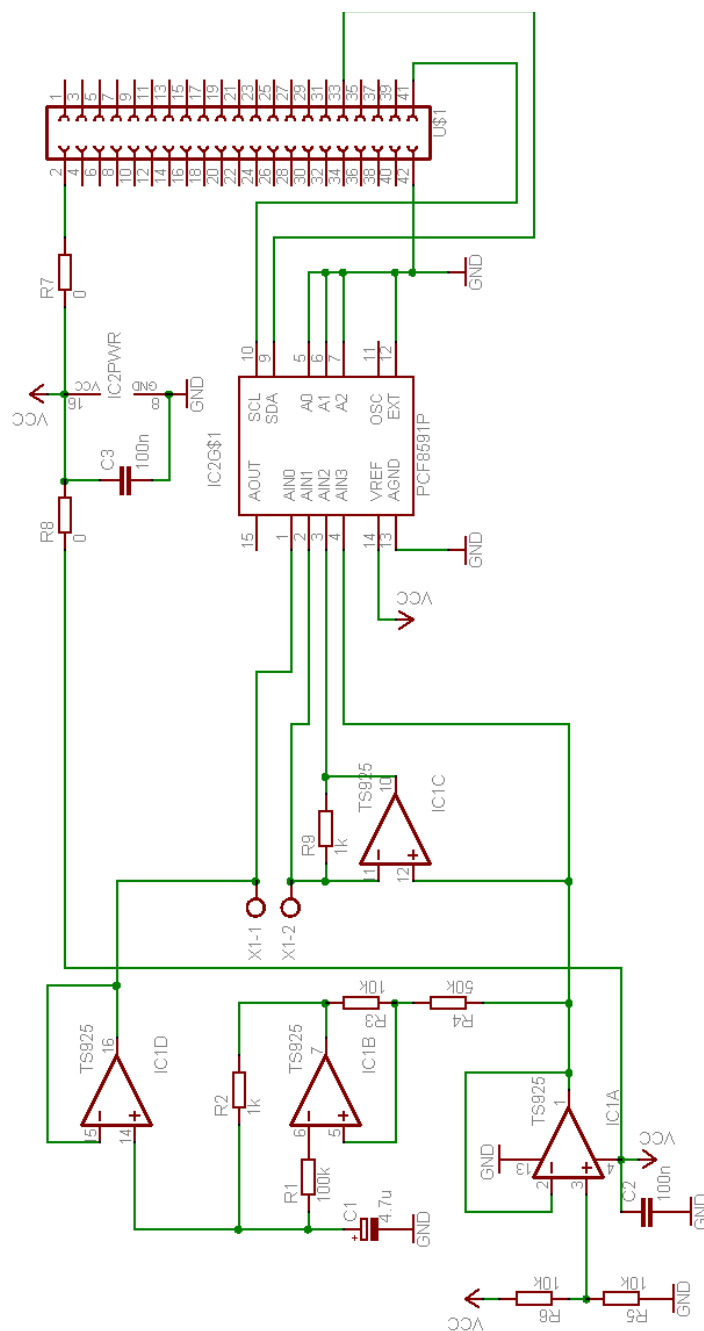 1
3
5
7
9
11
13
15
17
19
21
23
25
27
29
31
33
35
37
39
41
U$1
2
4
6
8
10
12
14
16
18
20
22
24
26
28
30
32
34
36
38
40
42
R7
0
VCC
16
VCC
GND
8
IC2PWR
GND
C3
100n
R8
0
10
9
5
6
7
11
12
GND
SCL
SDA
A0
A1
A2
OSC
EXT
IC2G$1
PCF8591P
AOUT
AIN0
AIN1
AIN2
AIN3
VREF
AGND
15
1
2
3
4
14
13
GND
VCC
TS925
10
IC1C
R9
1k
11
12
X1-1
X1-2
TS925
16
IC1D
15
14
R2
1k
TS925
7
IC1B
6
5
R3
10k
R4
50k
R1
100k
C1
+
4.7u
GND
TS925
1
IC1A
GND
13
4
2
3
VCC
C2
100n
GND
VCC
R6
10k
R5
10k
GND